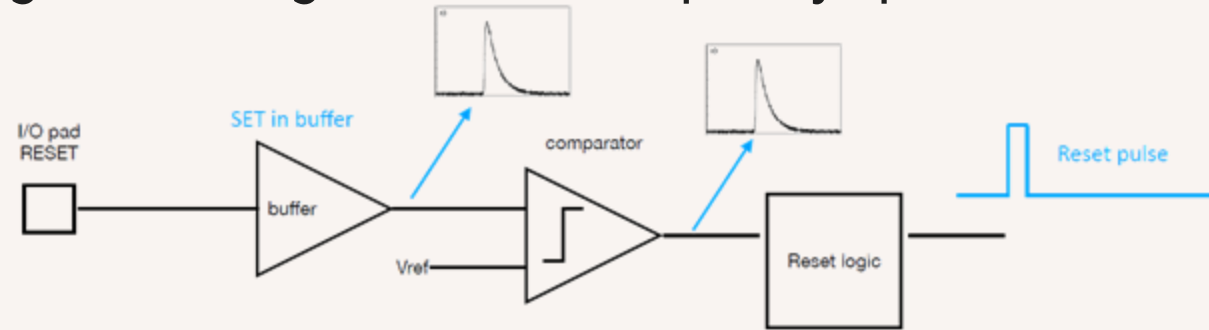 I/O pad
RESET
SET in buffer
buffer
comparator
Vref
Reset logic
Reset pulse